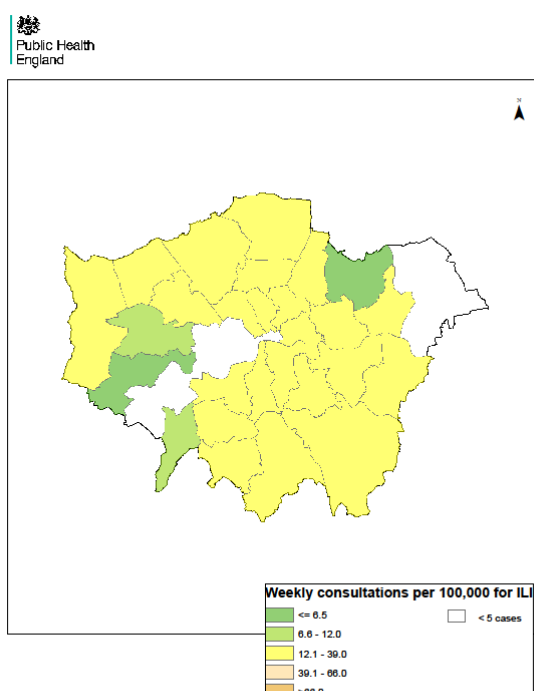 Public Health
England
Weekly consultations per 100,000 for ILI
<= 6.5
< 5 cases
6.6 - 12.0
12.1 - 39.0
39.1 - 66.0